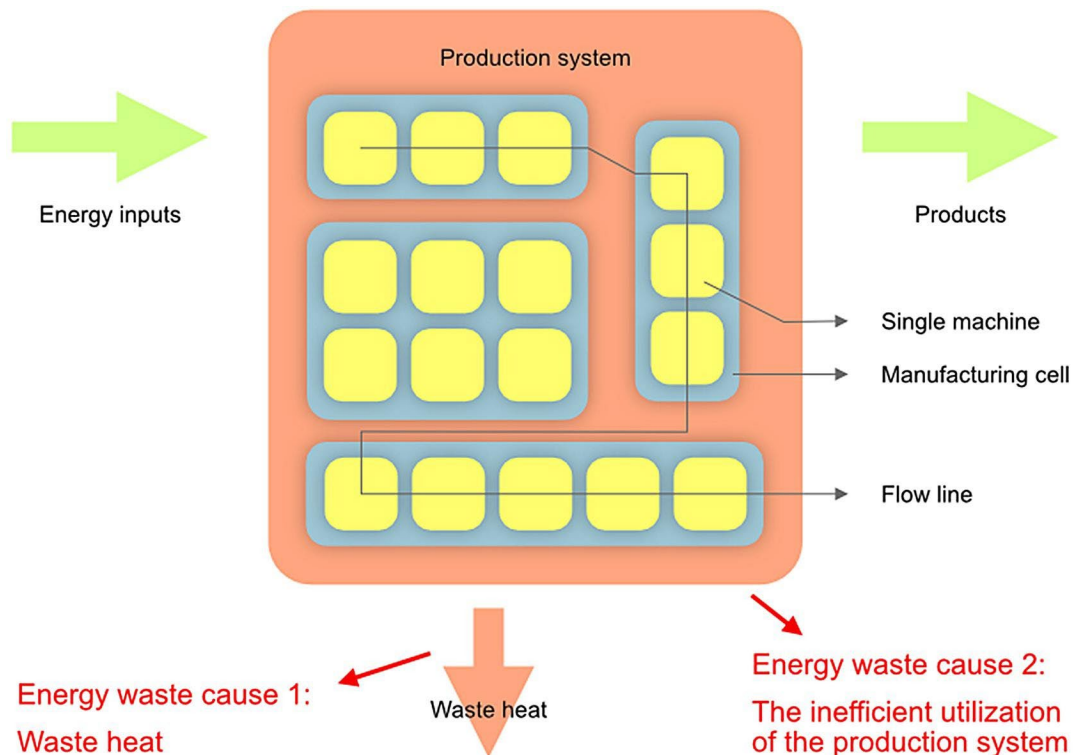 Production system
Energy inputs
Products
Single machine
Manufacturing cell
Flow line
Energy waste cause 1:
Waste heat
Waste heat
Energy waste cause 2:
The inefficient utilization
of the production system